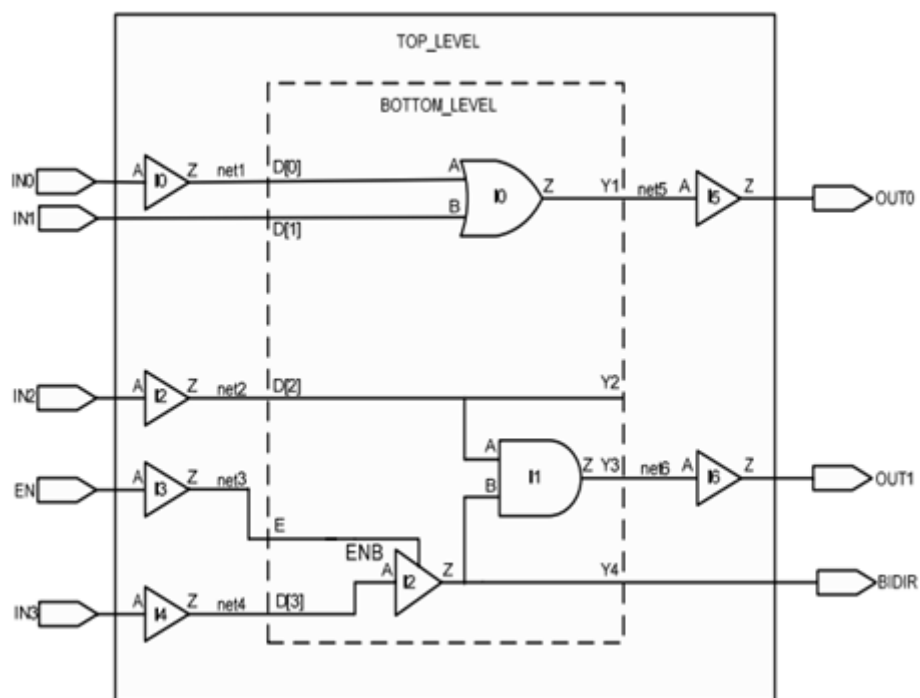 TOP_LEVEL
BOTTOM_LEVEL
IN0 A I0 Z net1 D[0] A I0 Z Y1 net5 A I5 Z OUT0
IN1 D[1] B
IN2 A I2 Z net2 D[2] Y2
A I1 Z Y3 net6 A I6 Z OUT1
B
EN A I3 Z net3 E ENB
A I2 Z Y4 BIDIR
IN3 A I4 Z net4 D[3]